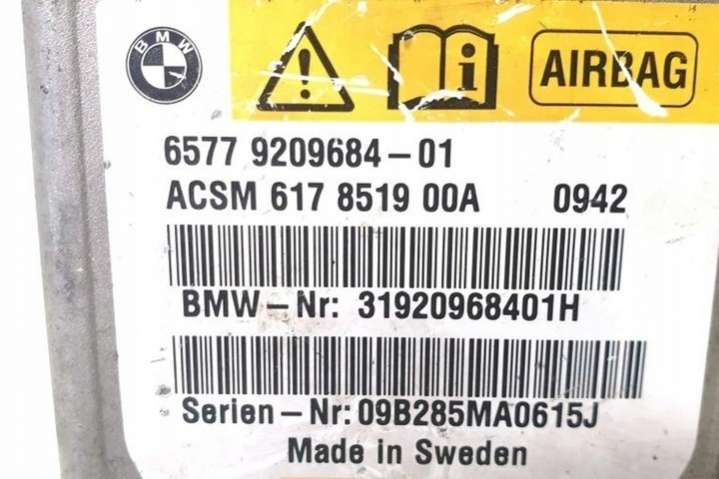 BMW
AIRBAG
6577 9209684-01
ACSM 617 8519 00A 0942
BMW-Nr: 31920968401H
Serien-Nr: 09B285MA0615J
Made in Sweden